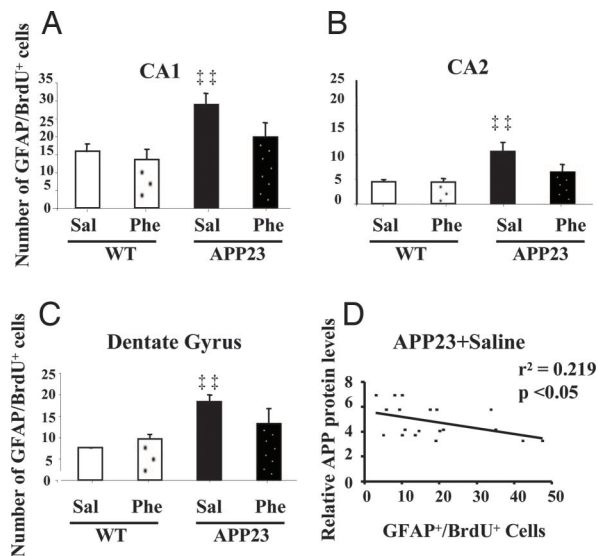 A
CA1
‡ ‡
Number of GFAP/BrdU⁺ cells
35
30
25
20
15
10
0
Sal Phe Sal Phe
WT APP23
B
CA2
‡ ‡
25
20
15
10
5
0
Sal Phe Sal Phe
WT APP23
C
Dentate Gyrus
‡ ‡
Number of GFAP/BrdU⁺ cells
25
20
15
10
5
0
Sal Phe Sal Phe
WT APP23
D
APP23+Saline
r² = 0.219
p <0.05
Relative APP protein levels
8
6
4
2
0
0 10 20 30 40 50
GFAP⁺/BrdU⁺ Cells